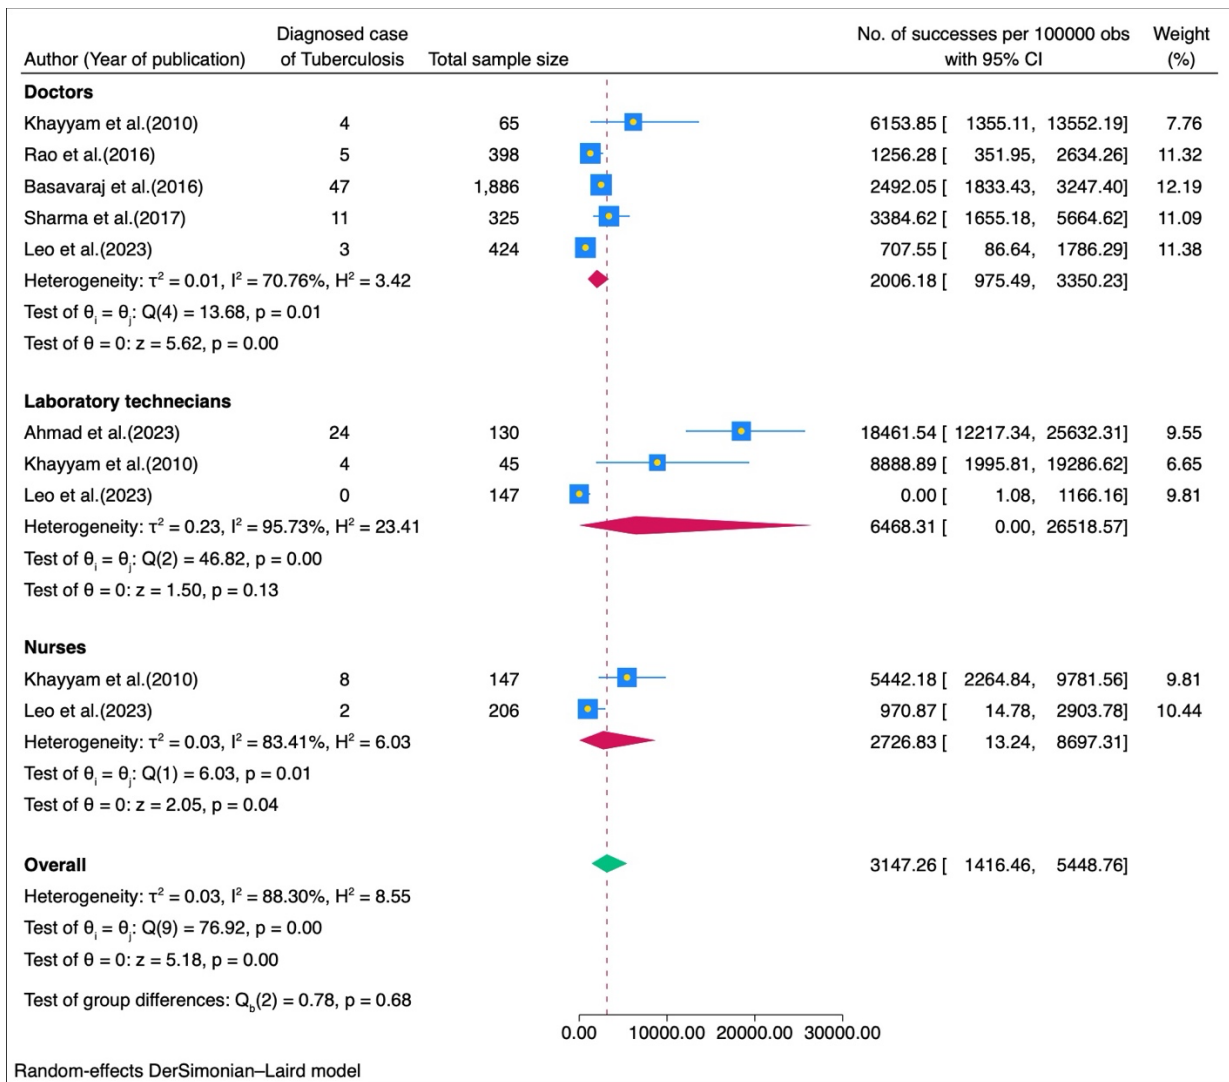 Diagnosed case No. of successes per 100000 obs Weight
Author (Year of publication) of Tuberculosis Total sample size with 95% CI (%)
Doctors
Khayyam et al.(2010) 4 65 6153.85 [ 1355.11, 13552.19] 7.76
Rao et al.(2016) 5 398 1256.28 [ 351.95, 2634.26] 11.32
Basavaraj et al.(2016) 47 1,886 2492.05 [ 1833.43, 3247.40] 12.19
Sharma et al.(2017) 11 325 3384.62 [ 1655.18, 5664.62] 11.09
Leo et al.(2023) 3 424 707.55 [ 86.64, 1786.29] 11.38
Heterogeneity: τ² = 0.01, I² = 70.76%, H² = 3.42 2006.18 [ 975.49, 3350.23]
Test of θᵢ = θⱼ: Q(4) = 13.68, p = 0.01
Test of θ = 0: z = 5.62, p = 0.00
Laboratory technecians
Ahmad et al.(2023) 24 130 18461.54 [ 12217.34, 25632.31] 9.55
Khayyam et al.(2010) 4 45 8888.89 [ 1995.81, 19286.62] 6.65
Leo et al.(2023) 0 147 0.00 [ 1.08, 1166.16] 9.81
Heterogeneity: τ² = 0.23, I² = 95.73%, H² = 23.41 6468.31 [ 0.00, 26518.57]
Test of θᵢ = θⱼ: Q(2) = 46.82, p = 0.00
Test of θ = 0: z = 1.50, p = 0.13
Nurses
Khayyam et al.(2010) 8 147 5442.18 [ 2264.84, 9781.56] 9.81
Leo et al.(2023) 2 206 970.87 [ 14.78, 2903.78] 10.44
Heterogeneity: τ² = 0.03, I² = 83.41%, H² = 6.03 2726.83 [ 13.24, 8697.31]
Test of θᵢ = θⱼ: Q(1) = 6.03, p = 0.01
Test of θ = 0: z = 2.05, p = 0.04
Overall 3147.26 [ 1416.46, 5448.76]
Heterogeneity: τ² = 0.03, I² = 88.30%, H² = 8.55
Test of θᵢ = θⱼ: Q(9) = 76.92, p = 0.00
Test of θ = 0: z = 5.18, p = 0.00
Test of group differences: Q_b(2) = 0.78, p = 0.68
0.00 10000.00 20000.00 30000.00
Random-effects DerSimonian–Laird model